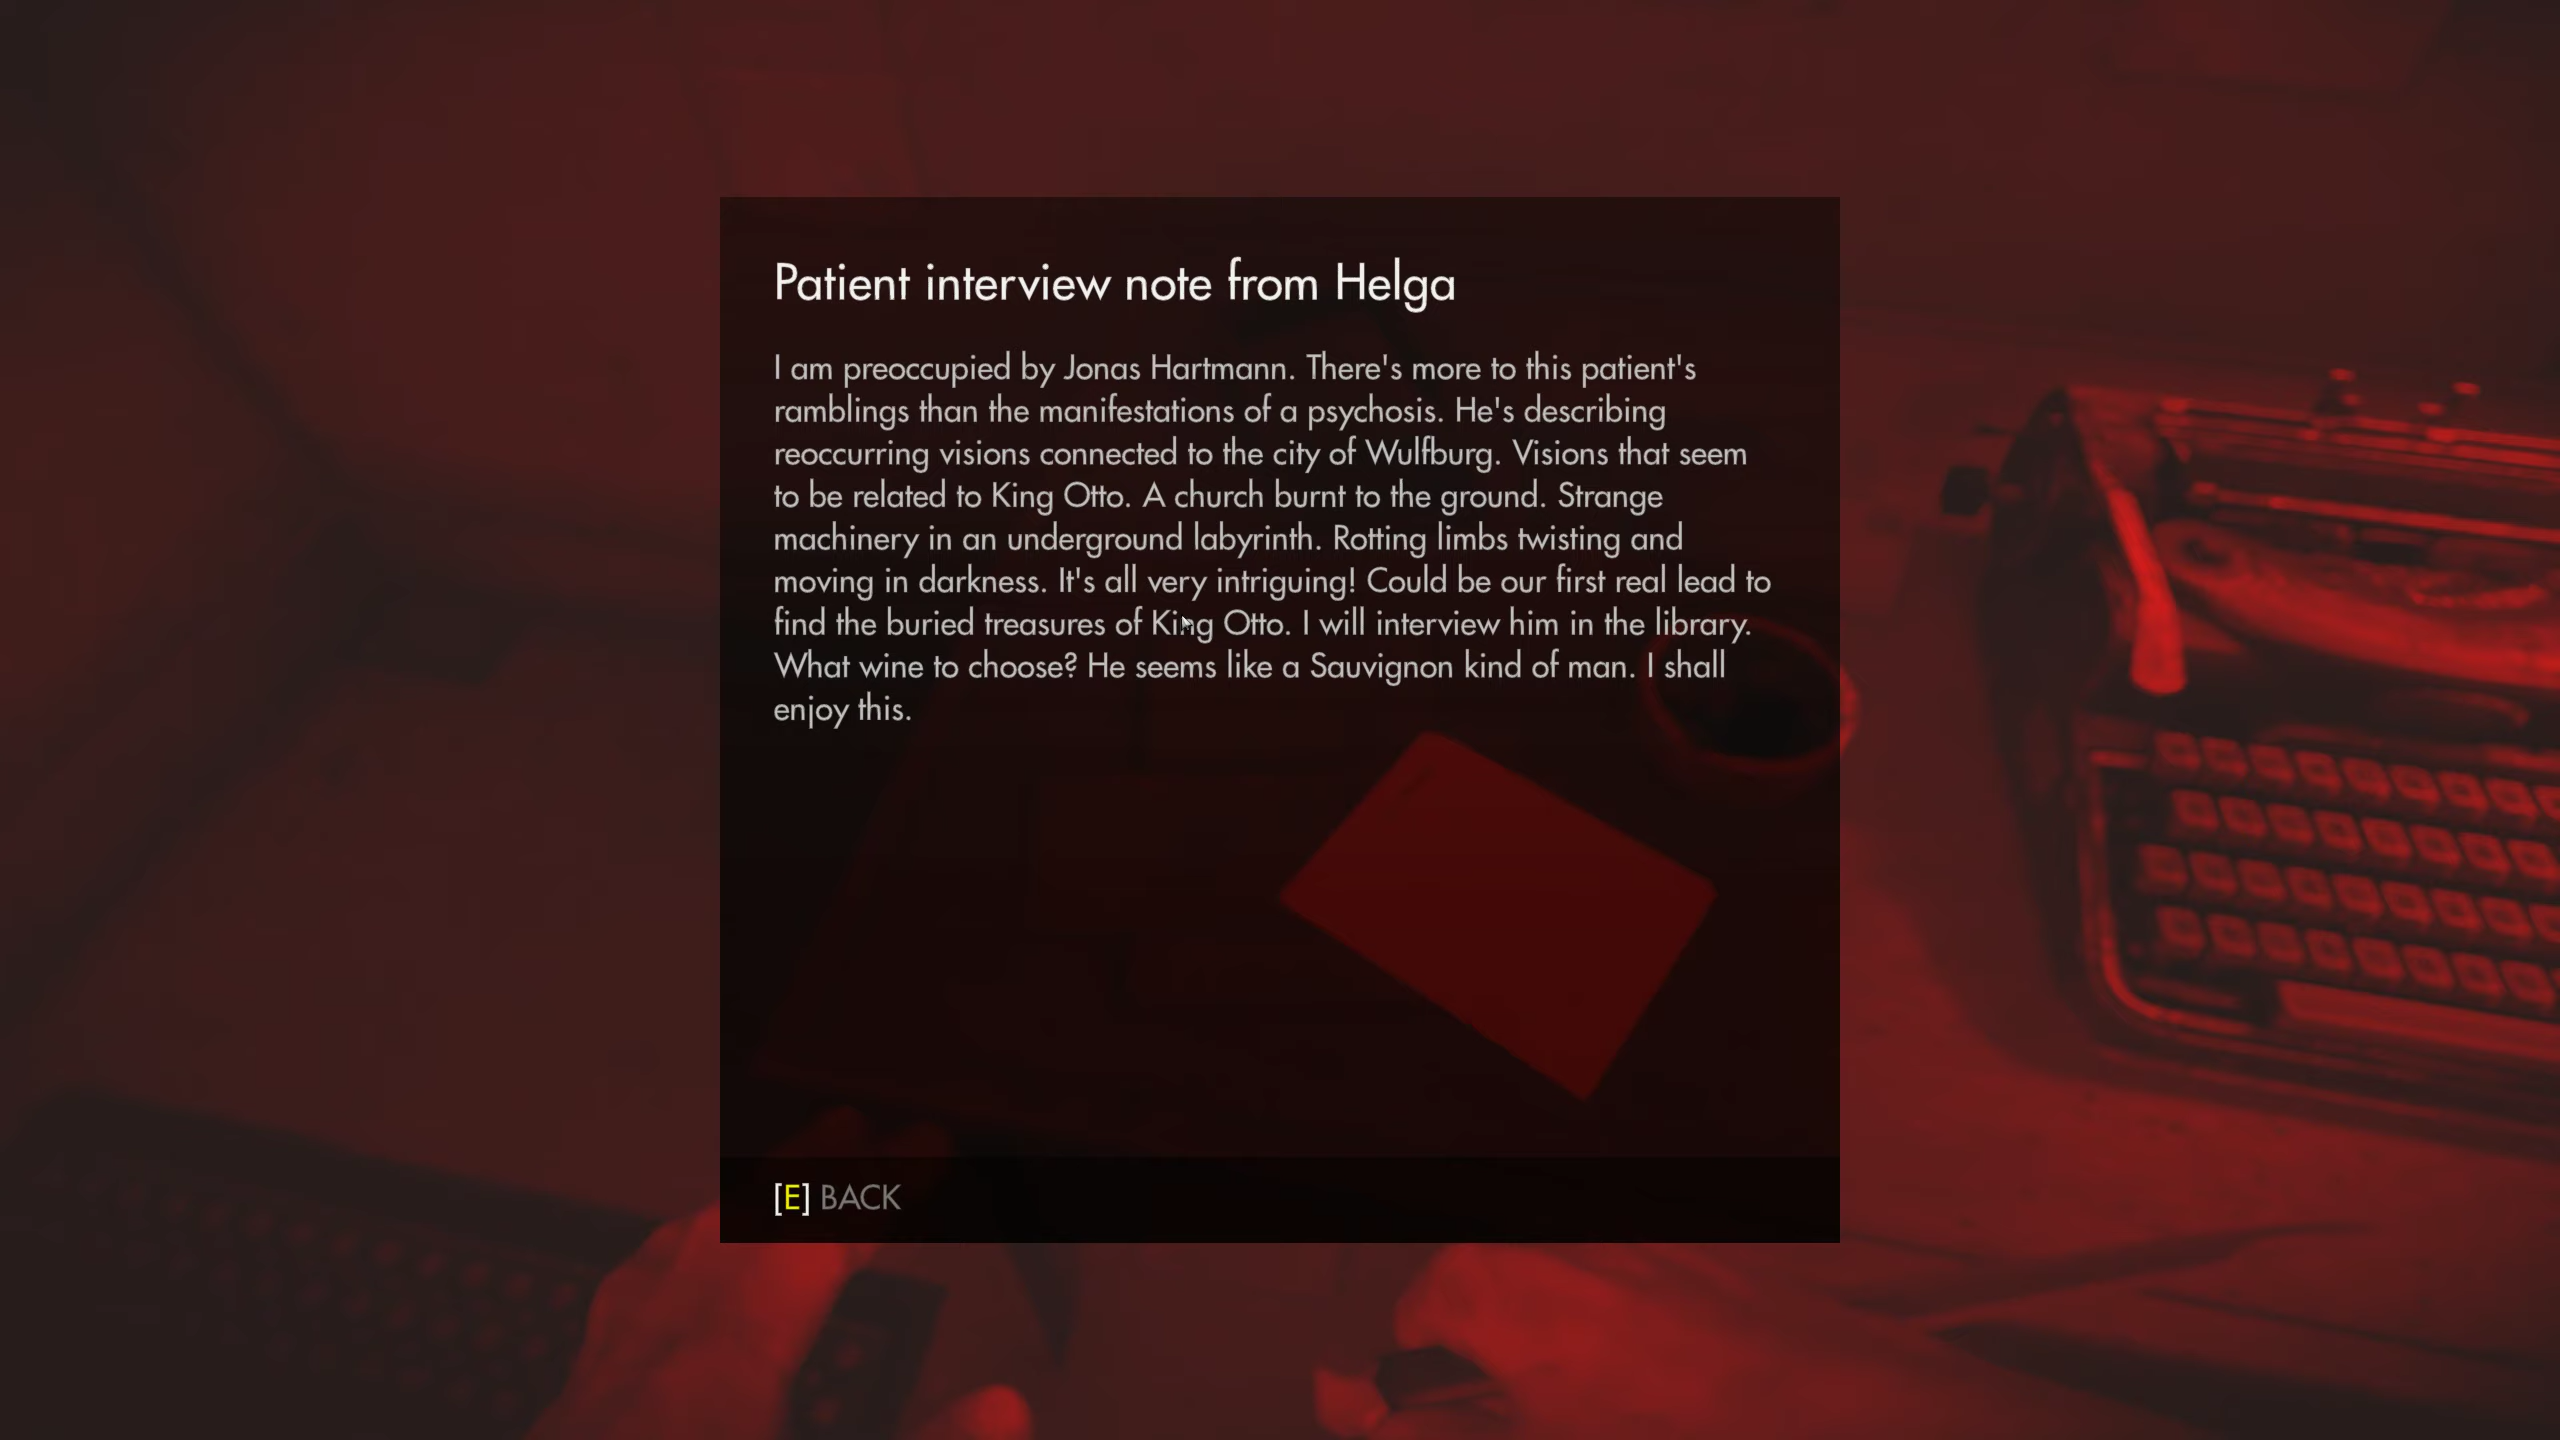 Patient interview note from Helga
I am preoccupied by Jonas Hartmann. There's more to this patient's
ramblings than the manifestations of a psychosis. He's describing
reoccurring visions connected to the city of Wulfburg. Visions that seem
to be related to King Otto. A church burnt to the ground. Strange
machinery in an underground labyrinth. Rotting limbs twisting and
moving in darkness. It's all very intriguing! Could be our first real lead to
find the buried treasures of King Otto. I will interview him in the library.
What wine to choose? He seems like a Sauvignon kind of man. I shall
enjoy this.
[E] BACK